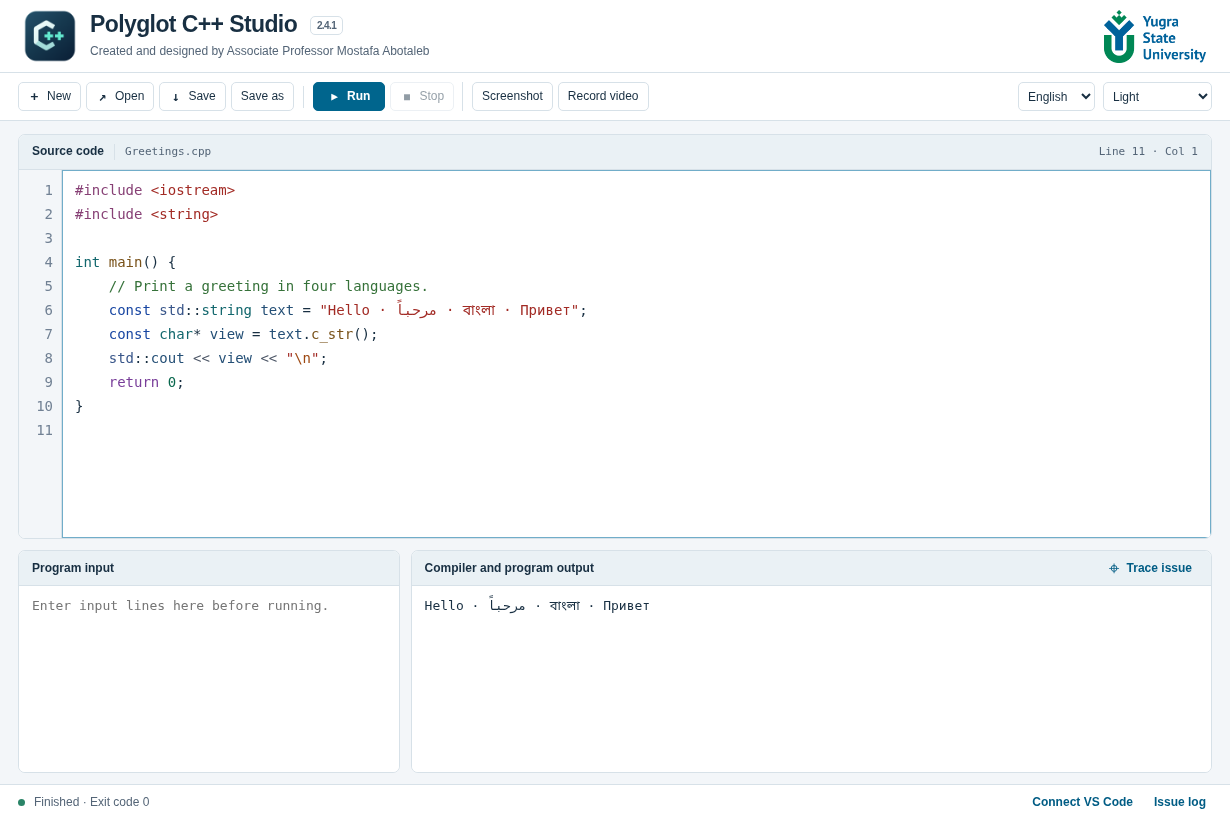 Polyglot C++ Studio 2.4.1
Created and designed by Associate Professor Mostafa Abotaleb
Yugra
State
University
+ New ↗ Open ↓ Save Save as ▶ Run ■ Stop Screenshot Record video English Light
Source code Greetings.cpp Line 11 · Col 1
1 #include <iostream>
2 #include <string>
3
4 int main() {
5     // Print a greeting in four languages.
6     const std::string text = "Hello · مرحباً · বাংলা · Привет";
7     const char* view = text.c_str();
8     std::cout << view << "\n";
9     return 0;
10 }
11
Program input
Enter input lines here before running.
Compiler and program output Trace issue
Hello · مرحباً · বাংলা · Привет
Finished · Exit code 0 Connect VS Code Issue log